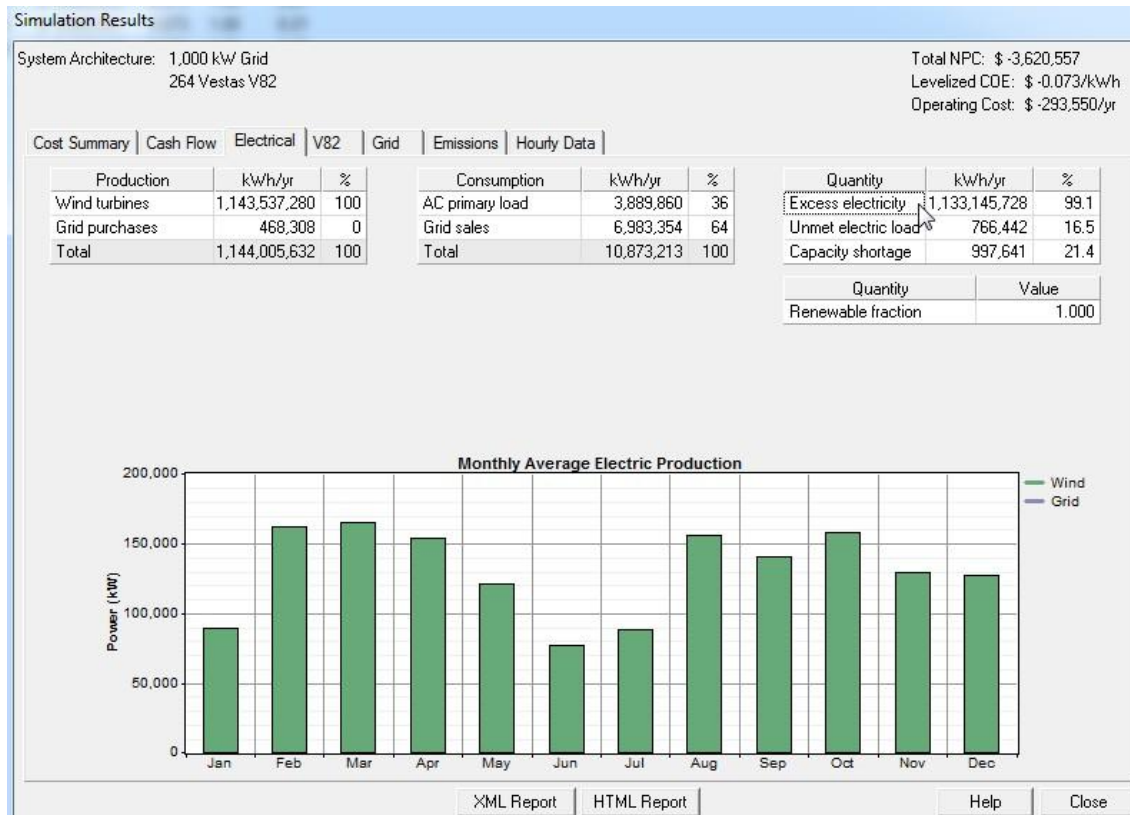 Simulation Results
System Architecture: 1,000 kW Grid
264 Vestas V82
Total NPC: $ -3,620,557
Levelized COE: $ -0.073/kWh
Operating Cost: $ -293,550/yr
Cost Summary Cash Flow Electrical V82 Grid Emissions Hourly Data
Production kWh/yr %
Wind turbines 1,143,537,280 100
Grid purchases 468,308 0
Total 1,144,005,632 100
Consumption kWh/yr %
AC primary load 3,889,860 36
Grid sales 6,983,354 64
Total 10,873,213 100
Quantity kWh/yr %
Excess electricity 1,133,145,728 99.1
Unmet electric load 766,442 16.5
Capacity shortage 997,641 21.4
Quantity Value
Renewable fraction 1.000
Monthly Average Electric Production
Wind
Grid
Power (kW)
200,000
150,000
100,000
50,000
0
Jan Feb Mar Apr May Jun Jul Aug Sep Oct Nov Dec
XML Report HTML Report Help Close